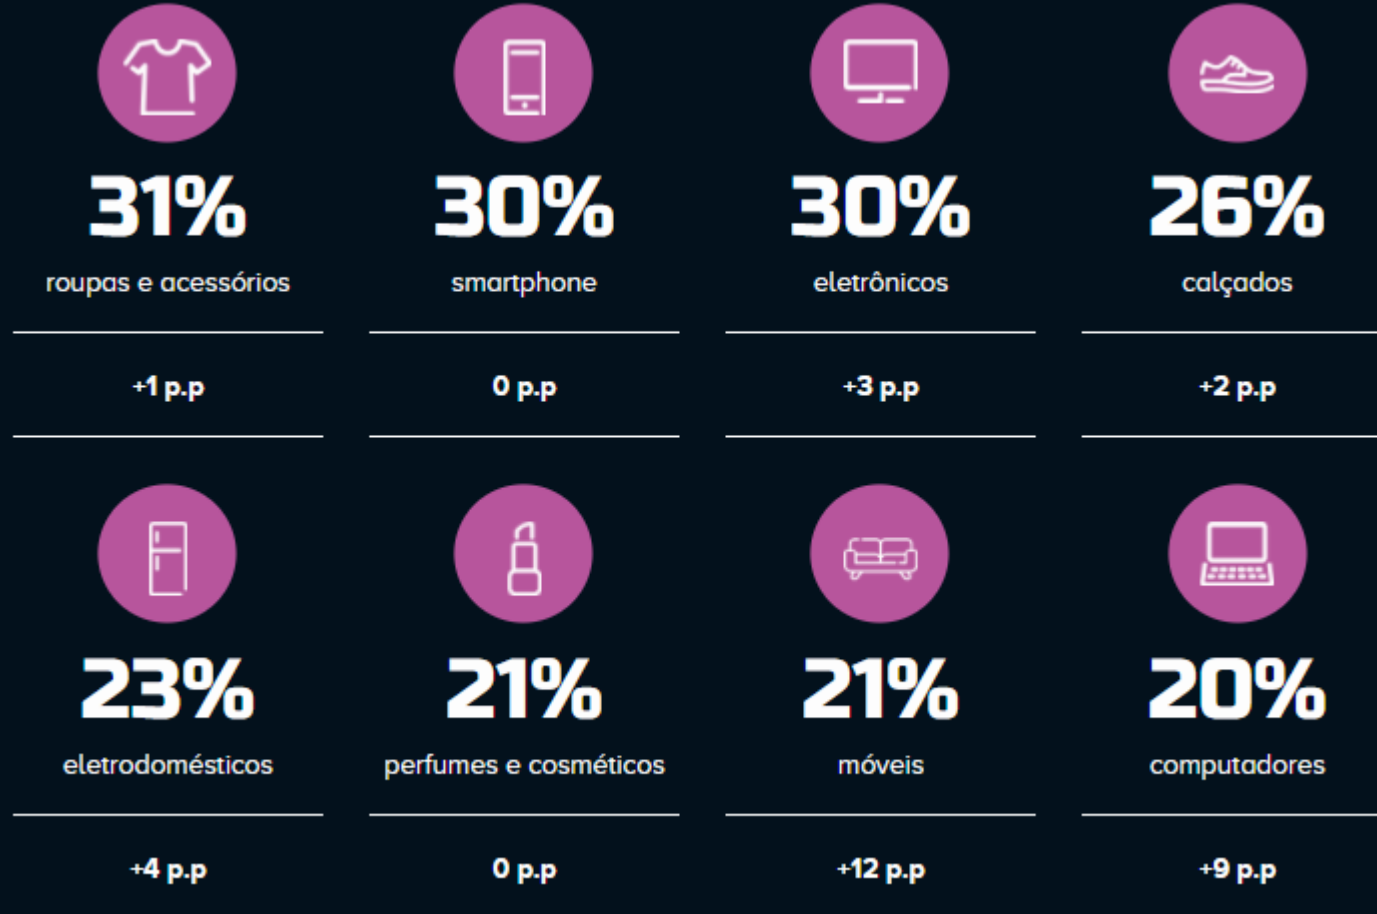 31% 30% 30% 26%
roupas e acessórios smartphone eletrônicos calçados
+1 p.p 0 p.p +3 p.p +2 p.p
23% 21% 21% 20%
eletrodomésticos perfumes e cosméticos móveis computadores
+4 p.p 0 p.p +12 p.p +9 p.p